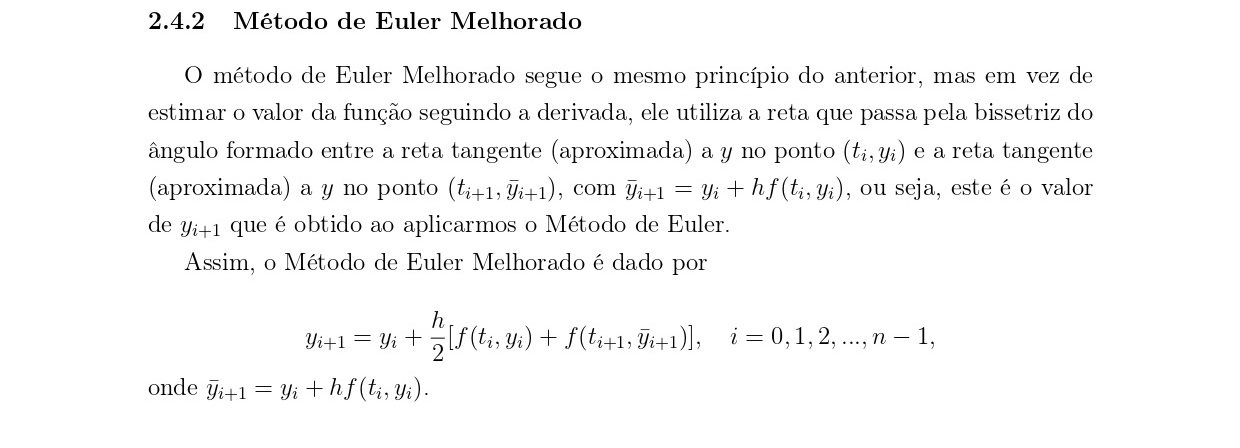 2.4.2 Método de Euler Melhorado
O método de Euler Melhorado segue o mesmo princípio do anterior, mas em vez de
estimar o valor da função seguindo a derivada, ele utiliza a reta que passa pela bissetriz do
ângulo formado entre a reta tangente (aproximada) a y no ponto (t_i, y_i) e a reta tangente
(aproximada) a y no ponto (t_{i+1}, ȳ_{i+1}), com ȳ_{i+1} = y_i + hf(t_i, y_i), ou seja, este é o valor
de y_{i+1} que é obtido ao aplicarmos o Método de Euler.
Assim, o Método de Euler Melhorado é dado por
y_{i+1} = y_i + \frac{h}{2}[f(t_i, y_i) + f(t_{i+1}, ȳ_{i+1})], i = 0, 1, 2, ..., n − 1,
onde ȳ_{i+1} = y_i + hf(t_i, y_i).